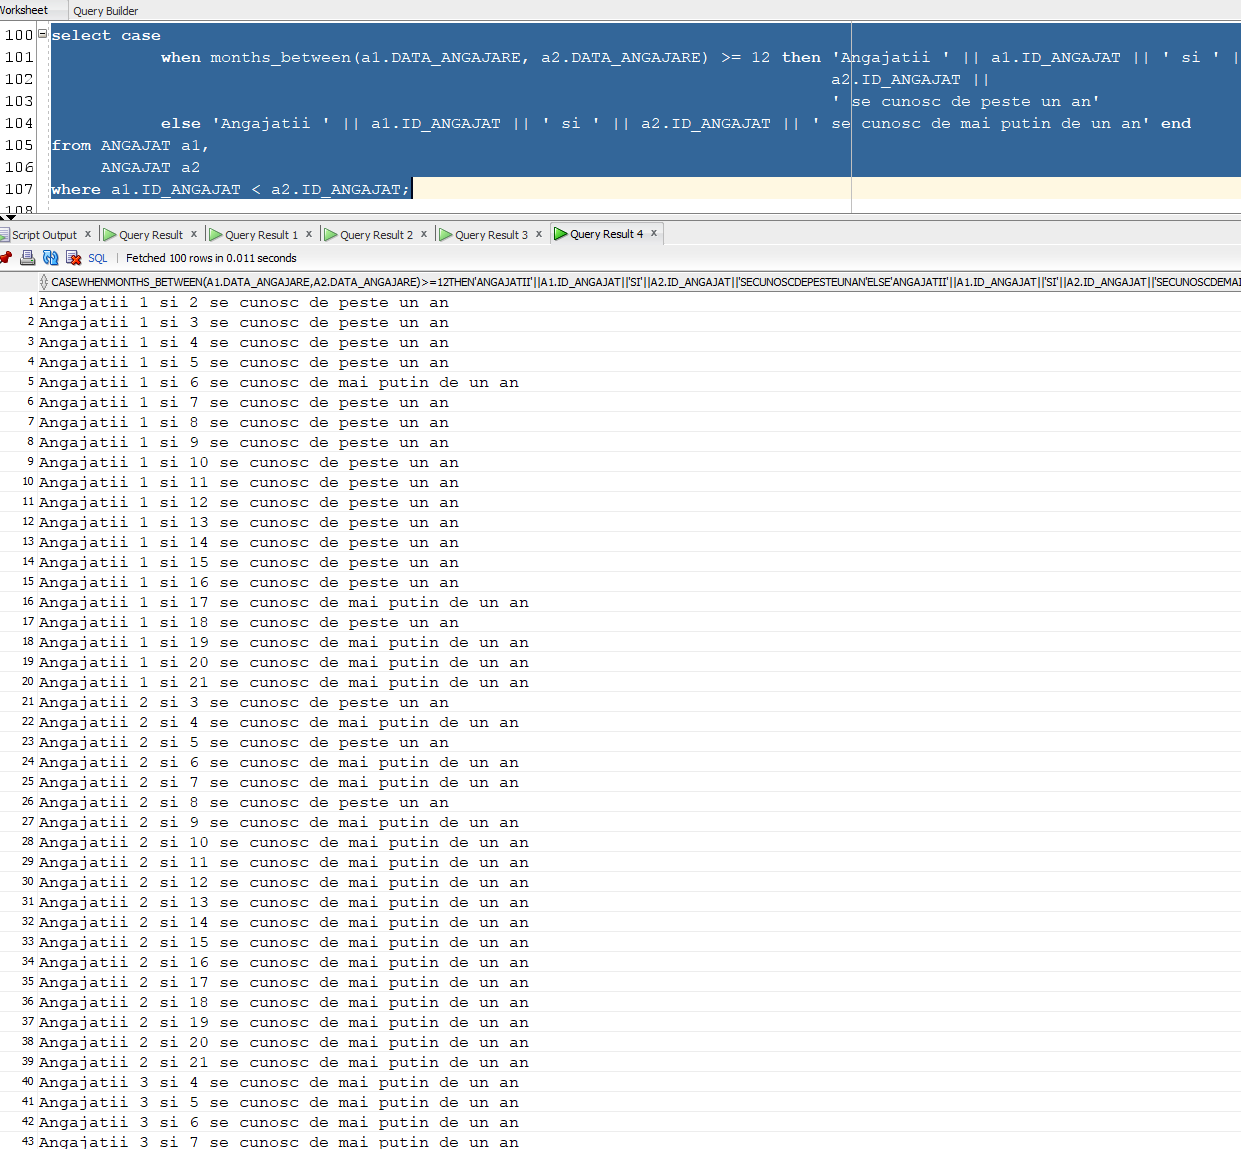 Worksheet Query Builder
100 select case
101 when months_between(a1.DATA_ANGAJARE, a2.DATA_ANGAJARE) >= 12 then 'Angajatii ' || a1.ID_ANGAJAT || ' si ' |
102 a2.ID_ANGAJAT ||
103 ' se cunosc de peste un an'
104 else 'Angajatii ' || a1.ID_ANGAJAT || ' si ' || a2.ID_ANGAJAT || ' se cunosc de mai putin de un an' end
105 from ANGAJAT a1,
106 ANGAJAT a2
107 where a1.ID_ANGAJAT < a2.ID_ANGAJAT;
108
Script Output x Query Result x Query Result 1 x Query Result 2 x Query Result 3 x Query Result 4 x
SQL | Fetched 100 rows in 0.011 seconds
CASEWHENMONTHS_BETWEEN(A1.DATA_ANGAJARE,A2.DATA_ANGAJARE)>=12THEN'ANGAJATII'||A1.ID_ANGAJAT||'SI'||A2.ID_ANGAJAT||'SECUNOSCDEPESTEUNAN'ELSE'ANGAJATII'||A1.ID_ANGAJAT||'SI'||A2.ID_ANGAJAT||'SECUNOSCDEMAI
1 Angajatii 1 si 2 se cunosc de peste un an
2 Angajatii 1 si 3 se cunosc de peste un an
3 Angajatii 1 si 4 se cunosc de peste un an
4 Angajatii 1 si 5 se cunosc de peste un an
5 Angajatii 1 si 6 se cunosc de mai putin de un an
6 Angajatii 1 si 7 se cunosc de peste un an
7 Angajatii 1 si 8 se cunosc de peste un an
8 Angajatii 1 si 9 se cunosc de peste un an
9 Angajatii 1 si 10 se cunosc de peste un an
10 Angajatii 1 si 11 se cunosc de peste un an
11 Angajatii 1 si 12 se cunosc de peste un an
12 Angajatii 1 si 13 se cunosc de peste un an
13 Angajatii 1 si 14 se cunosc de peste un an
14 Angajatii 1 si 15 se cunosc de peste un an
15 Angajatii 1 si 16 se cunosc de peste un an
16 Angajatii 1 si 17 se cunosc de mai putin de un an
17 Angajatii 1 si 18 se cunosc de peste un an
18 Angajatii 1 si 19 se cunosc de mai putin de un an
19 Angajatii 1 si 20 se cunosc de mai putin de un an
20 Angajatii 1 si 21 se cunosc de mai putin de un an
21 Angajatii 2 si 3 se cunosc de peste un an
22 Angajatii 2 si 4 se cunosc de mai putin de un an
23 Angajatii 2 si 5 se cunosc de peste un an
24 Angajatii 2 si 6 se cunosc de mai putin de un an
25 Angajatii 2 si 7 se cunosc de mai putin de un an
26 Angajatii 2 si 8 se cunosc de peste un an
27 Angajatii 2 si 9 se cunosc de mai putin de un an
28 Angajatii 2 si 10 se cunosc de mai putin de un an
29 Angajatii 2 si 11 se cunosc de mai putin de un an
30 Angajatii 2 si 12 se cunosc de mai putin de un an
31 Angajatii 2 si 13 se cunosc de mai putin de un an
32 Angajatii 2 si 14 se cunosc de mai putin de un an
33 Angajatii 2 si 15 se cunosc de mai putin de un an
34 Angajatii 2 si 16 se cunosc de mai putin de un an
35 Angajatii 2 si 17 se cunosc de mai putin de un an
36 Angajatii 2 si 18 se cunosc de mai putin de un an
37 Angajatii 2 si 19 se cunosc de mai putin de un an
38 Angajatii 2 si 20 se cunosc de mai putin de un an
39 Angajatii 2 si 21 se cunosc de mai putin de un an
40 Angajatii 3 si 4 se cunosc de mai putin de un an
41 Angajatii 3 si 5 se cunosc de mai putin de un an
42 Angajatii 3 si 6 se cunosc de mai putin de un an
43 Angajatii 3 si 7 se cunosc de mai putin de un an